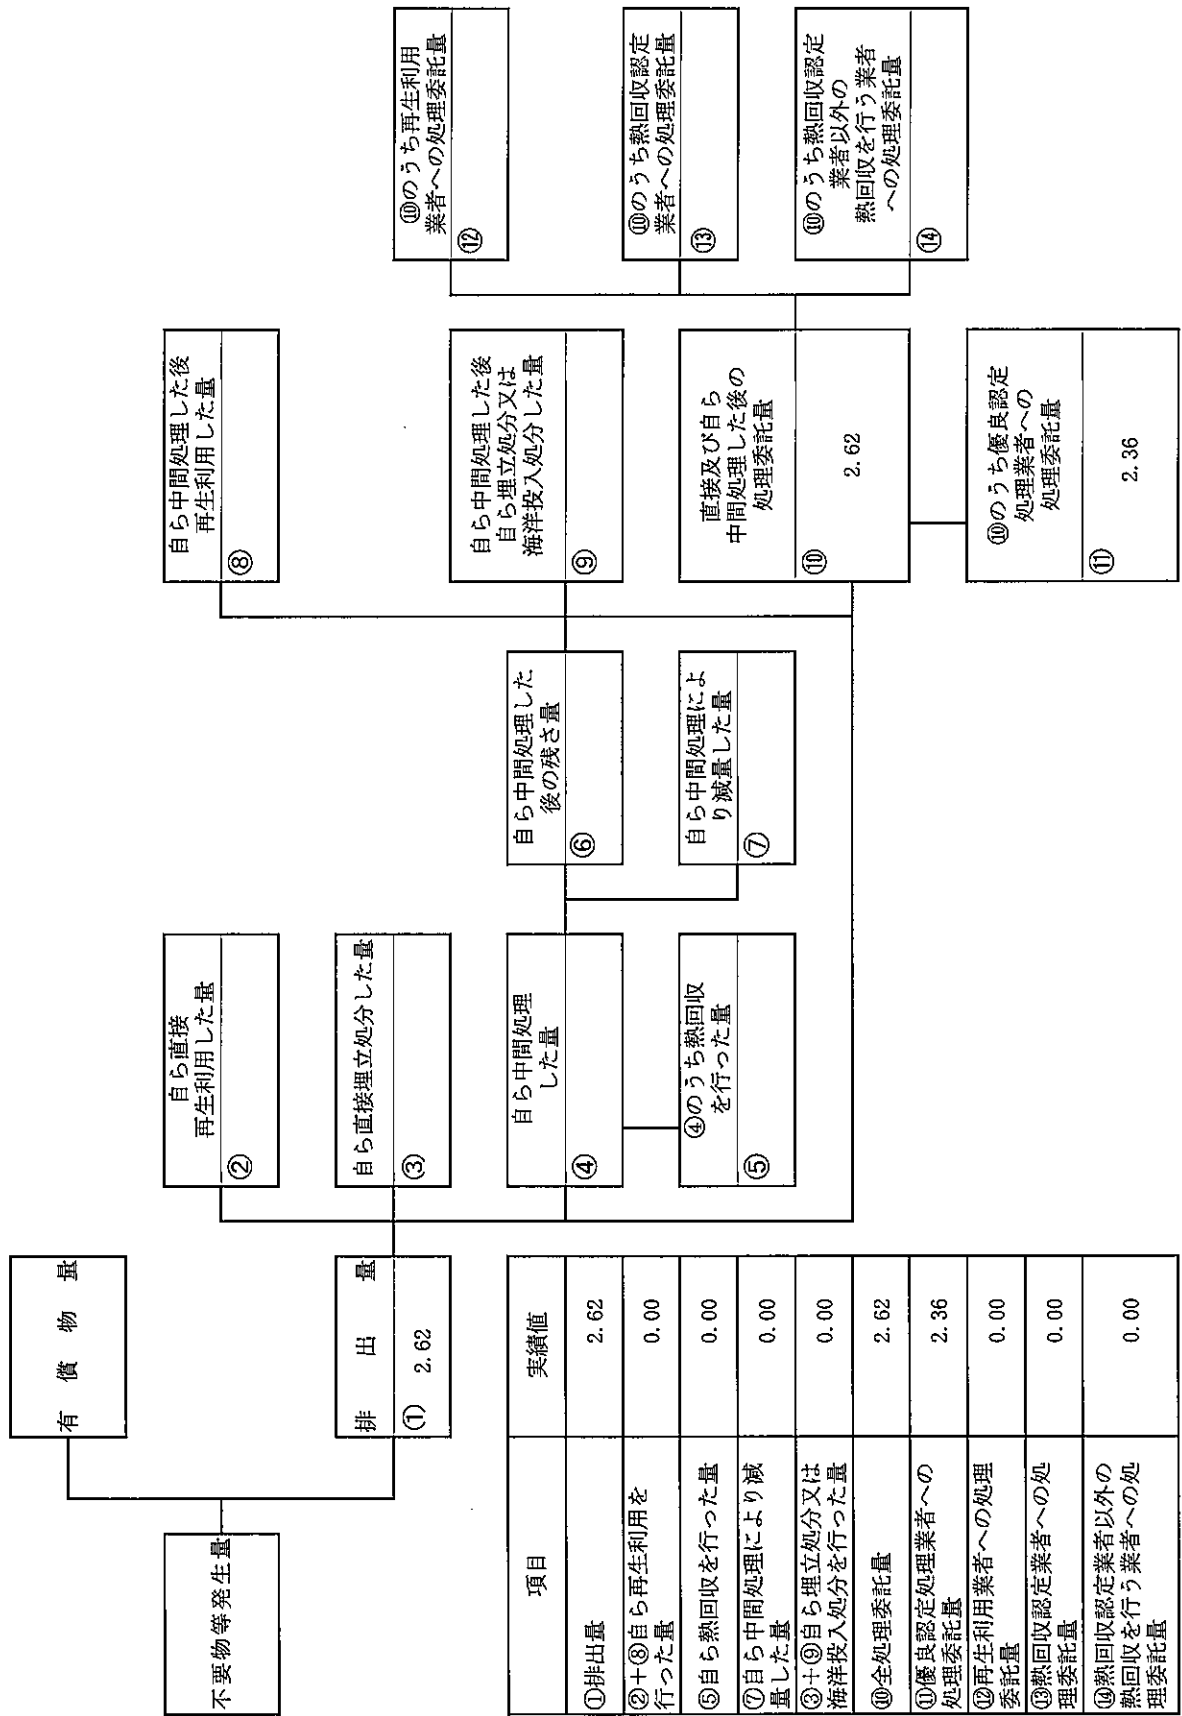 不要物等発生量
有償物量
排出量
① 2.62
自ら直接
再生利用した量
②
自ら直接埋立処分した量
③
自ら中間処理
した量
④
④のうち熱回収
を行った量
⑤
自ら中間処理した
後の残さ量
⑥
自ら中間処理によ
り減量した量
⑦
自ら中間処理した後
再生利用した量
⑧
自ら中間処理した後
自ら埋立処分又は
海洋投入処分した量
⑨
直接及び自ら
中間処理した後の
処理委託量
⑩ 2.62
⑩のうち優良認定
処理業者への
処理委託量
⑪ 2.36
⑩のうち再生利用
業者への処理委託量
⑫
⑩のうち熱回収認定
業者への処理委託量
⑬
⑩のうち熱回収認定
業者以外の
熱回収を行う業者
への処理委託量
⑭
項目 実績値
①排出量 2.62
②+⑧自ら再生利用を
行った量 0.00
⑤自ら熱回収を行った量 0.00
⑦自ら中間処理により減
量した量 0.00
③+⑨自ら埋立処分又は
海洋投入処分を行った量 0.00
⑩全処理委託量 2.62
⑪優良認定処理業者への
処理委託量 2.36
⑫再生利用業者への処理
委託量 0.00
⑬熱回収認定業者への処
理委託量 0.00
⑭熱回収認定業者以外の
熱回収を行う業者への処
理委託量 0.00